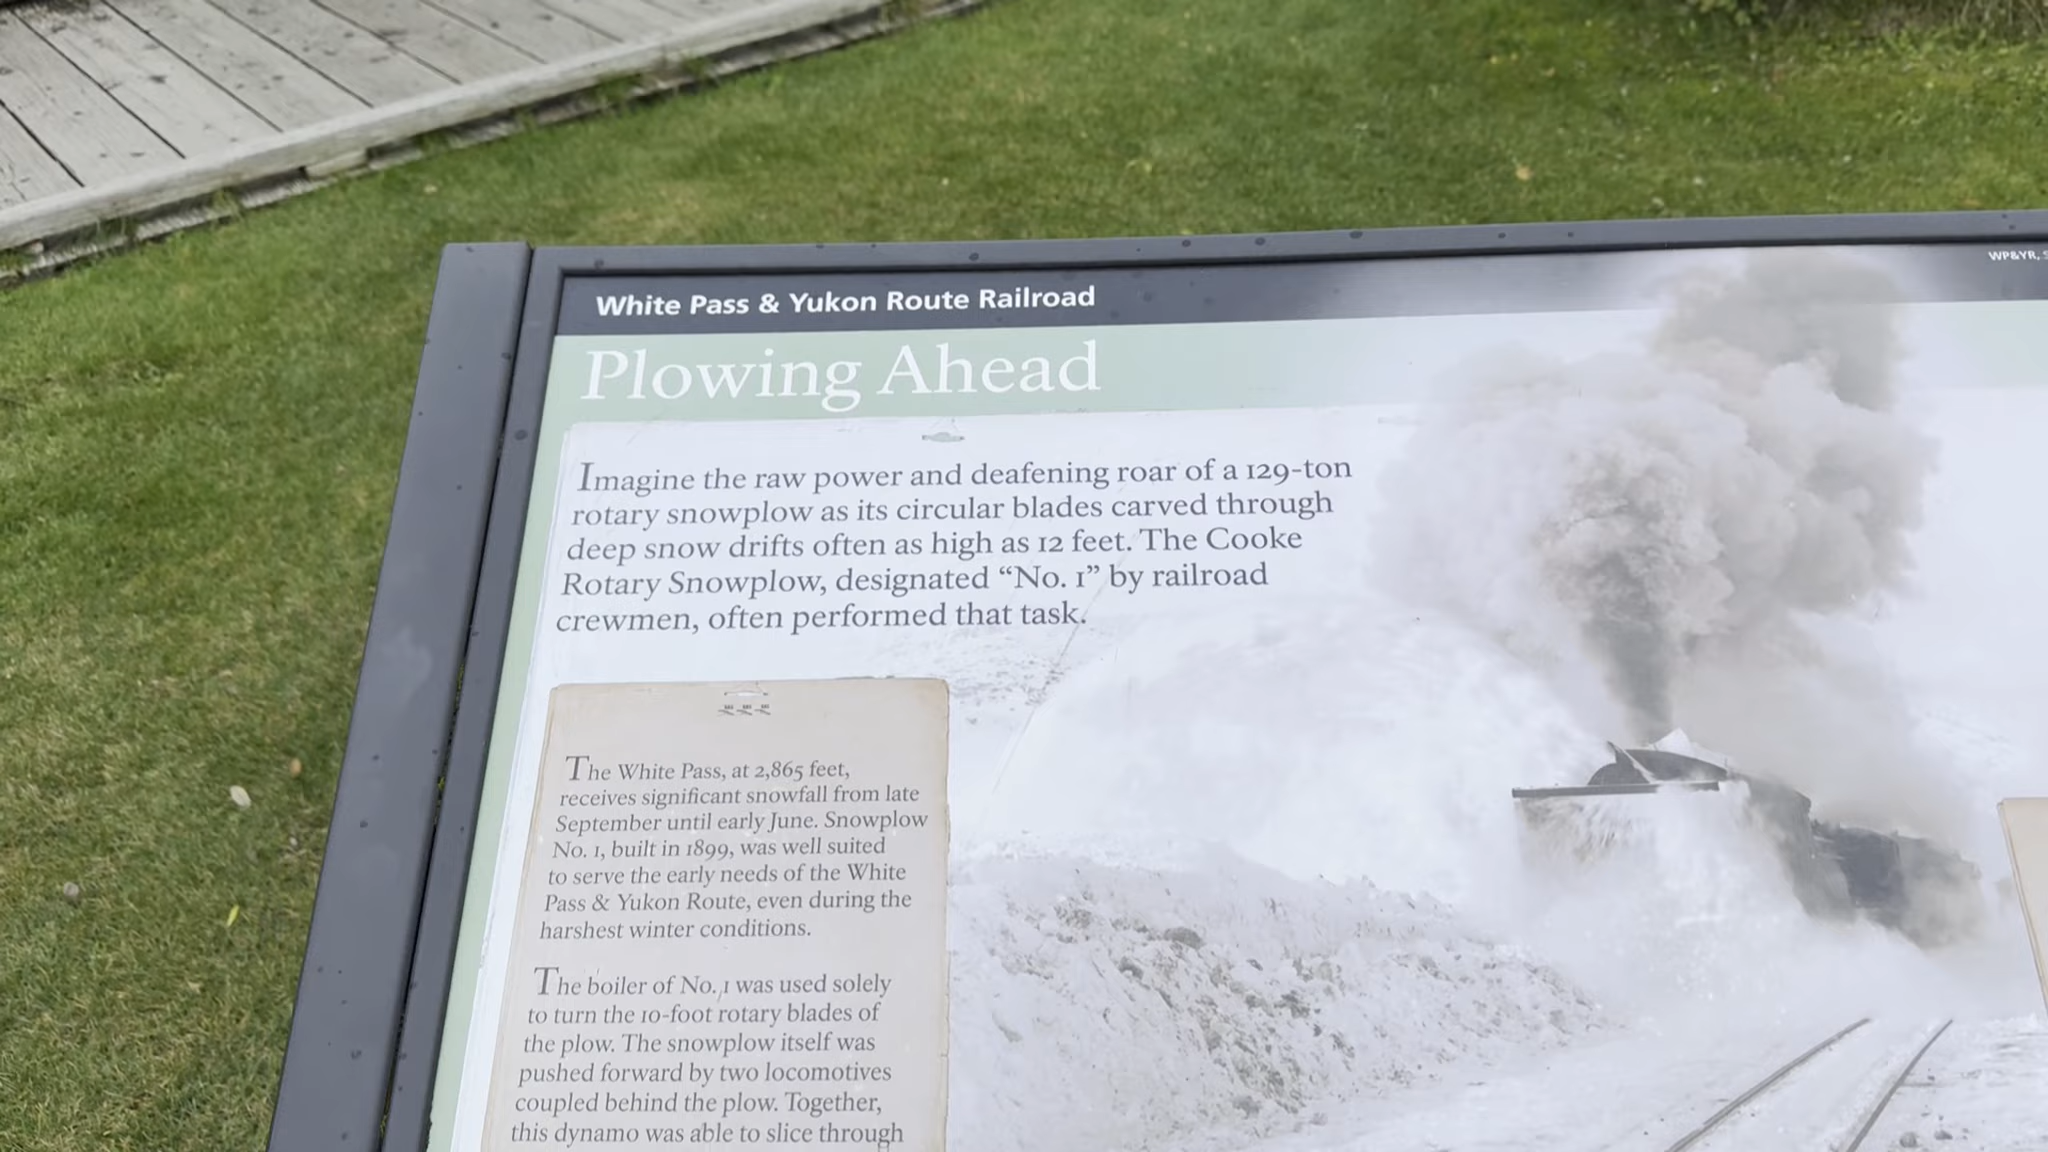 WP&YR,
White Pass & Yukon Route Railroad
Plowing Ahead
Imagine the raw power and deafening roar of a 129-ton
rotary snowplow as its circular blades carved through
deep snow drifts often as high as 12 feet. The Cooke
Rotary Snowplow, designated “No. 1” by railroad
crewmen, often performed that task.
The White Pass, at 2,865 feet,
receives significant snowfall from late
September until early June. Snowplow
No. 1, built in 1899, was well suited
to serve the early needs of the White
Pass & Yukon Route, even during the
harshest winter conditions.
The boiler of No. 1 was used solely
to turn the 10-foot rotary blades of
the plow. The snowplow itself was
pushed forward by two locomotives
coupled behind the plow. Together,
this dynamo was able to slice through